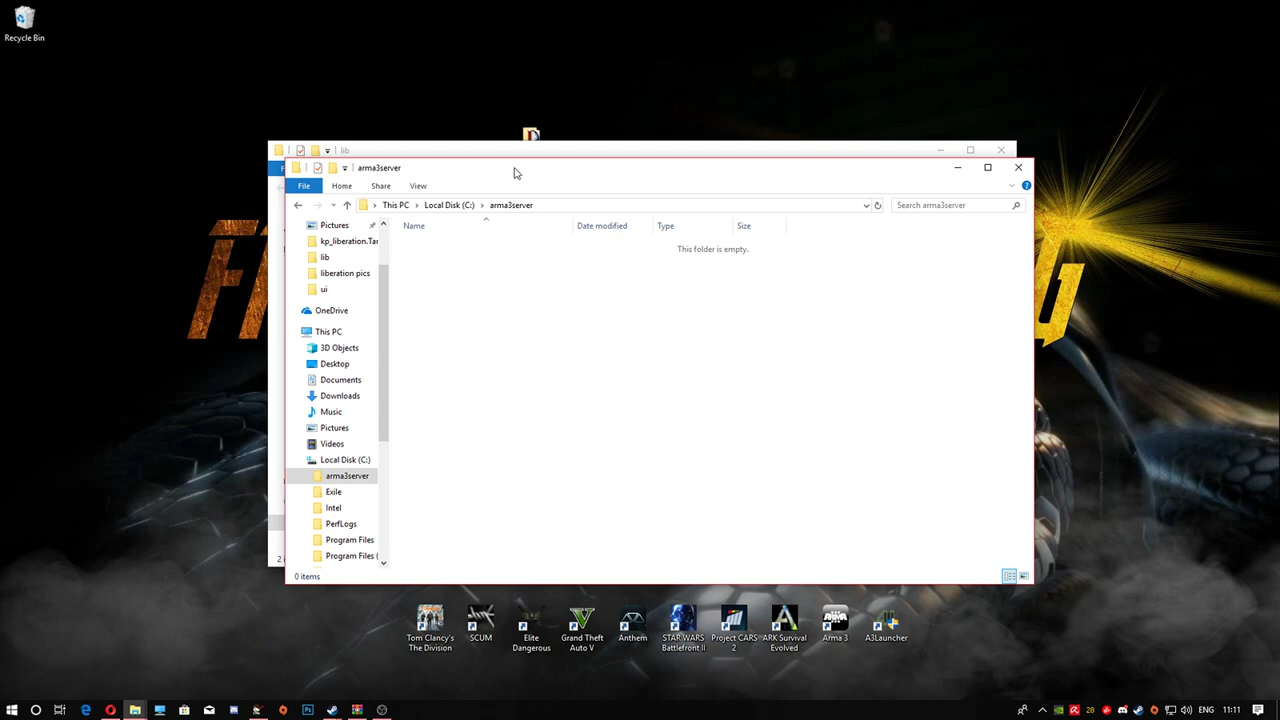 Recycle Bin
lib
arma3server
File
Home
Share
View
This PC
Local Disk (C:)
arma3server
Search arma3server
Name
Date modified
Type
Size
This folder is empty.
Pictures
kp_liberation.Tar
lib
liberation pics
ui
OneDrive
This PC
3D Objects
Desktop
Documents
Downloads
Music
Pictures
Videos
Local Disk (C:)
arma3server
Exile
Intel
PerfLogs
Program Files
Program Files (
0 items
Tom Clancy's
The Division
SCUM
Elite
Dangerous
Grand Theft
Auto V
Anthem
STAR WARS
Battlefront II
Project CARS
2
ARK Survival
Evolved
Arma 3
A3Launcher
28
ENG
11:11